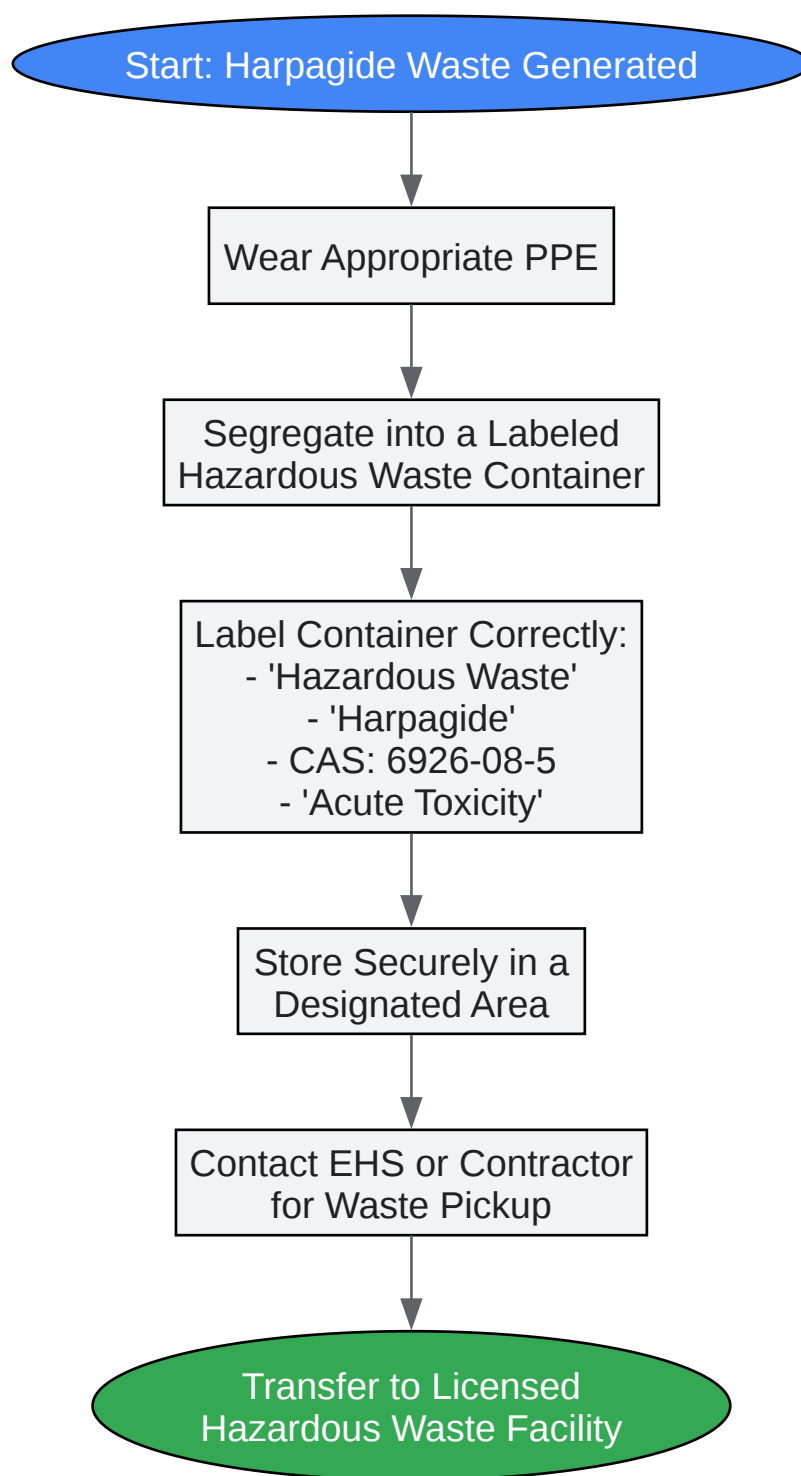 Start: Harpagide Waste Generated
Wear Appropriate PPE
Segregate into a Labeled
Hazardous Waste Container
Label Container Correctly:
- 'Hazardous Waste'
- 'Harpagide'
- CAS: 6926-08-5
- 'Acute Toxicity'
Store Securely in a
Designated Area
Contact EHS or Contractor
for Waste Pickup
Transfer to Licensed
Hazardous Waste Facility